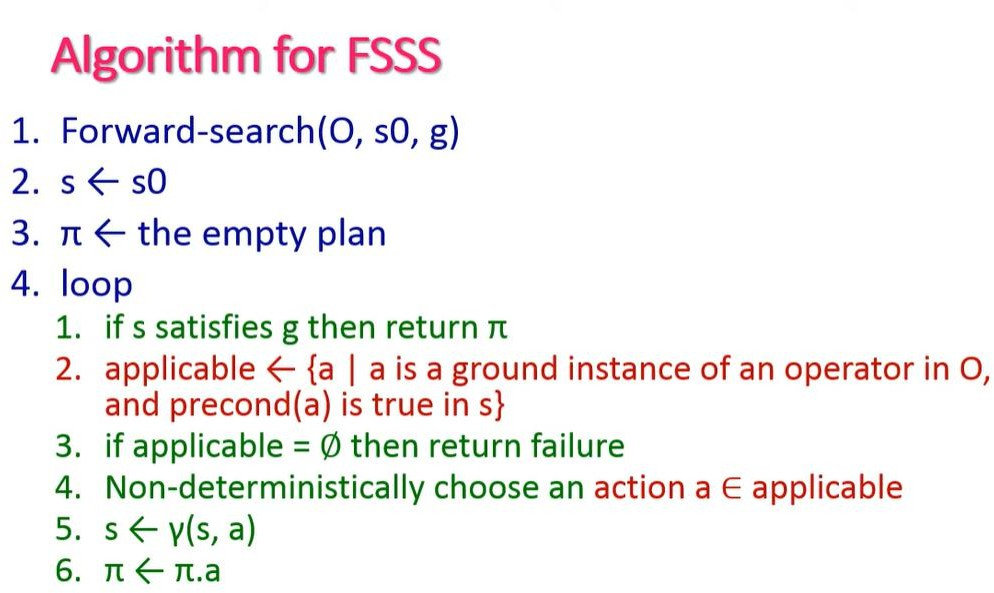 Algorithm for FSSS
1. Forward-search(O, s0, g)
2. s ← s0
3. π ← the empty plan
4. loop
1. if s satisfies g then return π
2. applicable ← {a | a is a ground instance of an operator in O,
and precond(a) is true in s}
3. if applicable = Ø then return failure
4. Non-deterministically choose an action a ∈ applicable
5. s ← γ(s, a)
6. π ← π.a